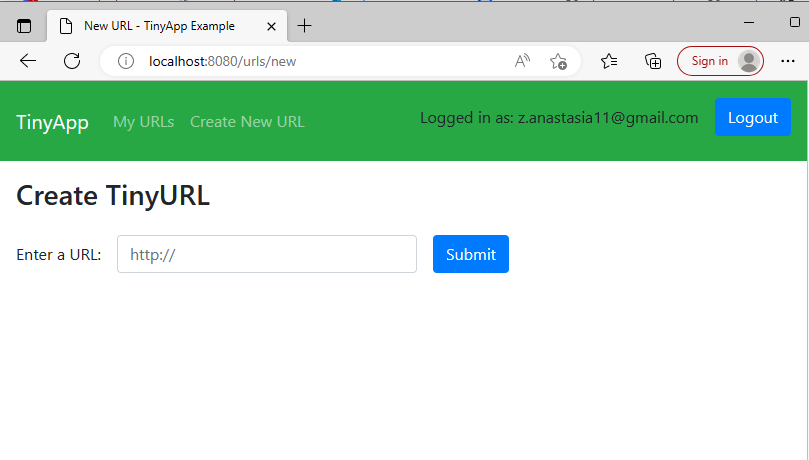 New URL - TinyApp Example
localhost:8080/urls/new
Sign in
TinyApp My URLs Create New URL Logged in as: z.anastasia11@gmail.com Logout
Create TinyURL
Enter a URL: http:// Submit